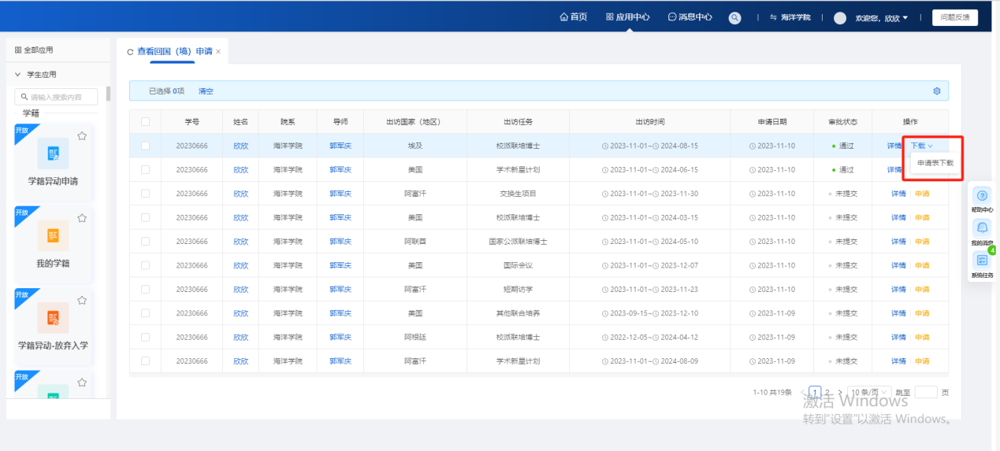 首页 应用中心 消息中心 海洋学院 欢迎您，欣欣 问题反馈
全部应用
学生应用
请输入搜索内容
学籍
开放
学籍异动申请
开放
我的学籍
开放
学籍异动-放弃入学
开放
查看回国（境）申请 ×
已选择 0项 清空
学号 姓名 院系 导师 出访国家（地区） 出访任务 出访时间 申请日期 审批状态 操作
20230666 欣欣 海洋学院 郭军庆 埃及 校派联培博士 2023-11-01~2024-08-15 2023-11-10 通过 详情 下载
申请表下载
20230666 欣欣 海洋学院 郭军庆 美国 学术新星计划 2023-11-01~2024-06-15 2023-11-10 通过 详情
20230666 欣欣 海洋学院 郭军庆 阿富汗 交换生项目 2023-11-01~2023-11-30 2023-11-10 未提交 详情 申请
20230666 欣欣 海洋学院 郭军庆 美国 校派联培博士 2023-11-01~2024-03-15 2023-11-10 未提交 详情 申请
20230666 欣欣 海洋学院 郭军庆 阿联酋 国家公派联培博士 2023-11-01~2024-05-10 2023-11-10 未提交 详情 申请
20230666 欣欣 海洋学院 郭军庆 美国 国际会议 2023-11-01~2023-12-07 2023-11-10 未提交 详情 申请
20230666 欣欣 海洋学院 郭军庆 阿富汗 短期访学 2023-11-01~2023-11-23 2023-11-10 未提交 详情 申请
20230666 欣欣 海洋学院 郭军庆 美国 其他联合培养 2023-09-15~2023-12-10 2023-11-09 未提交 详情 申请
20230666 欣欣 海洋学院 郭军庆 阿根廷 校派联培博士 2022-12-05~2024-04-12 2023-11-09 未提交 详情 申请
20230666 欣欣 海洋学院 郭军庆 阿富汗 学术新星计划 2023-11-01~2024-08-09 2023-11-09 未提交 详情 申请
1-10 共19条 < 1 2 > 10 条/页 跳至 页
帮助中心
我的消息
4
系统任务
激活 Windows
转到"设置"以激活 Windows。